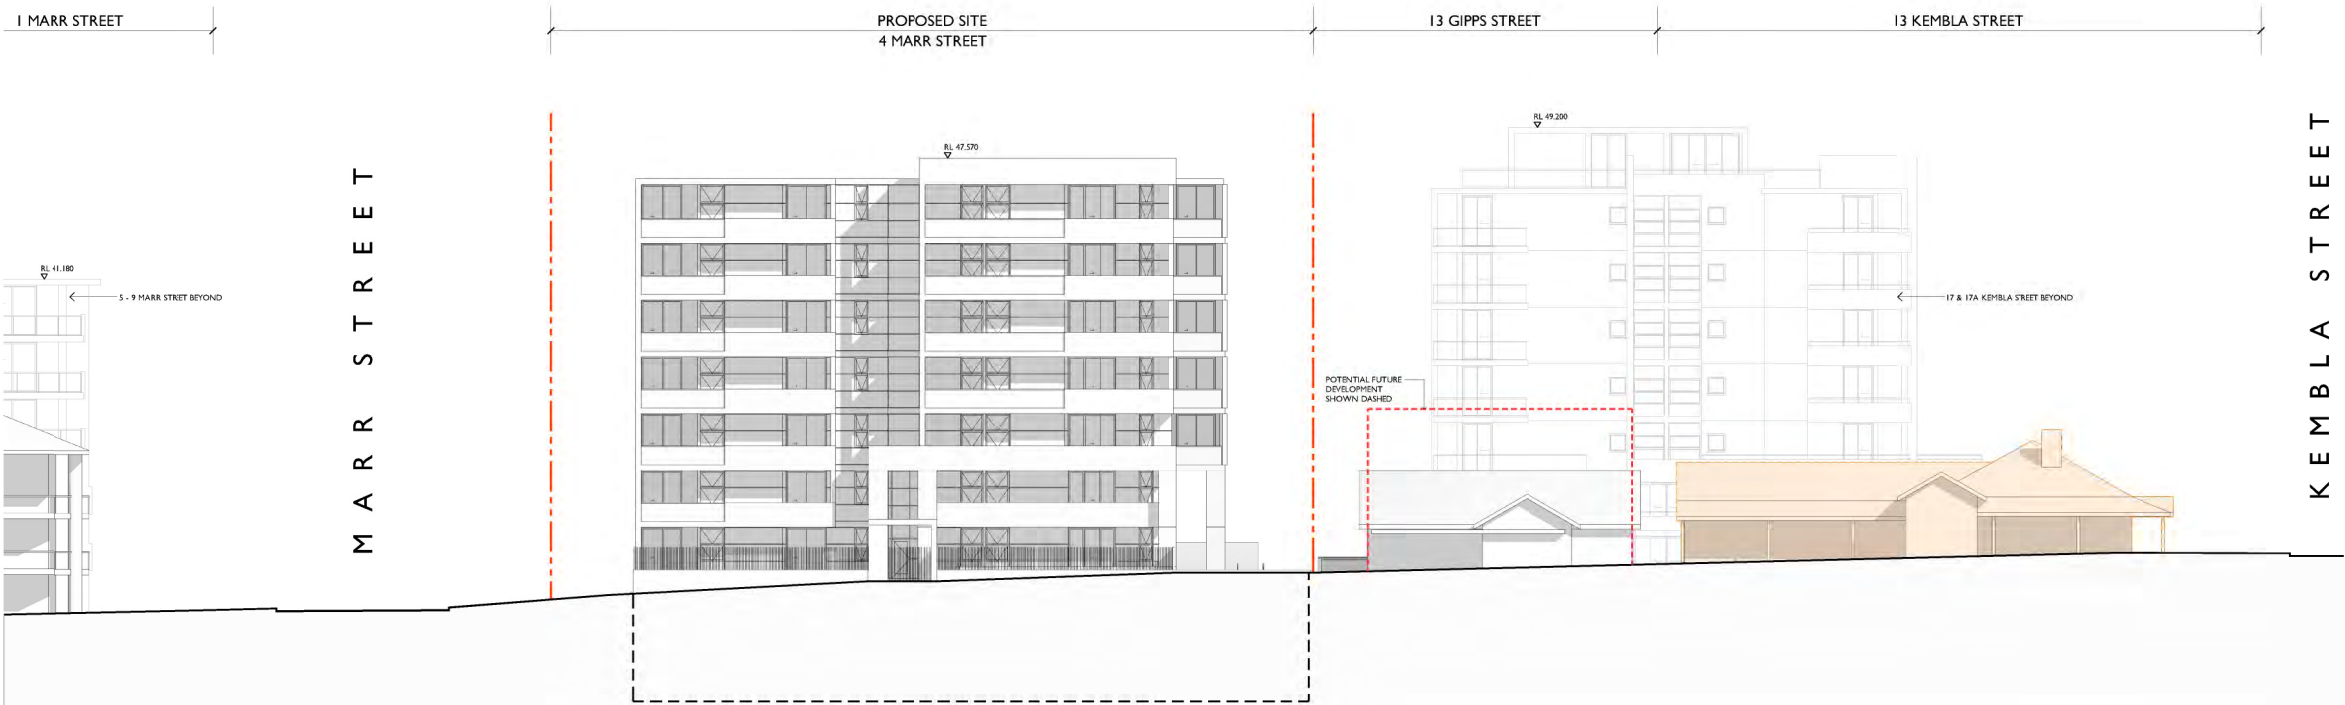 1 MARR STREET
PROPOSED SITE
4 MARR STREET
13 GIPPS STREET
13 KEMBLA STREET
MARR STREET
KEMBLA STREET
RL 49.200
RL 47.570
RL 41.180
5 - 9 MARR STRET BEYOND
17 & 17A KEMBLA STREET BEYOND
POTENTIAL FUTURE
DEVELOPMENT
SHOWN DASHED